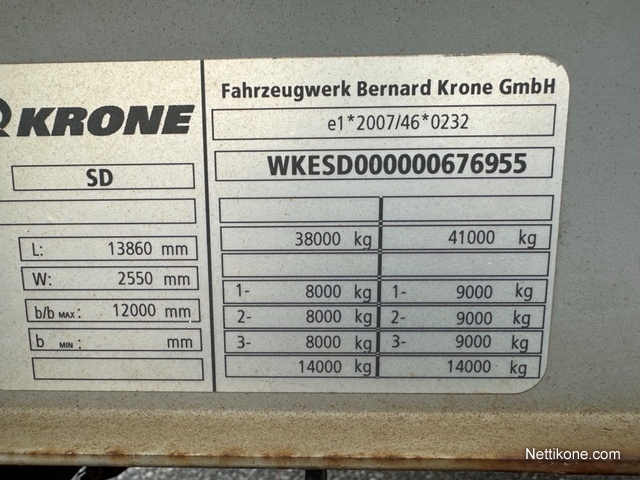 KRONE
SD
L: 13860 mm
W: 2550 mm
b/b MAX: 12000 mm
b MIN: mm
Fahrzeugwerk Bernard Krone GmbH
e1*2007/46*0232
WKESD000000676955
38000 kg 41000 kg
1- 8000 kg 1- 9000 kg
2- 8000 kg 2- 9000 kg
3- 8000 kg 3- 9000 kg
14000 kg 14000 kg
Nettikone.com